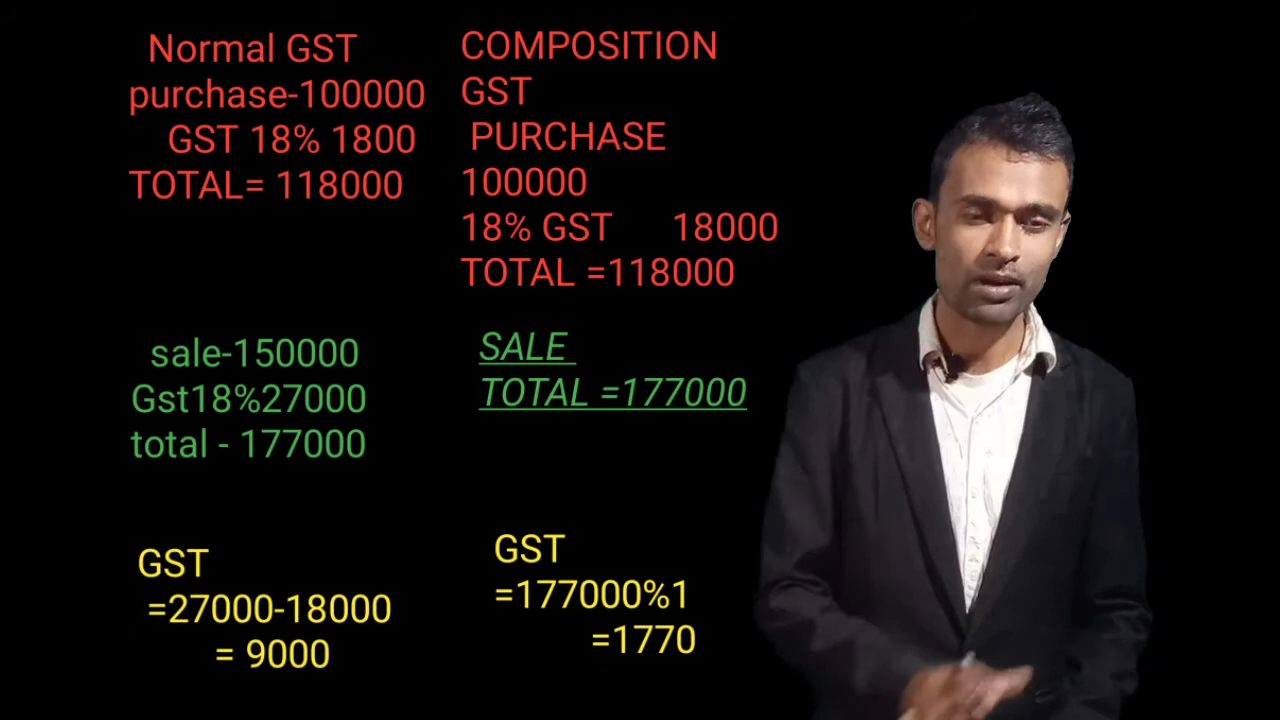 Normal GST
purchase-100000
GST 18% 1800
TOTAL= 118000
sale-150000
Gst18%27000
total - 177000
GST
=27000-18000
= 9000
COMPOSITION
GST
PURCHASE
100000
18% GST 18000
TOTAL =118000
SALE
TOTAL =177000
GST
=177000%1
=1770